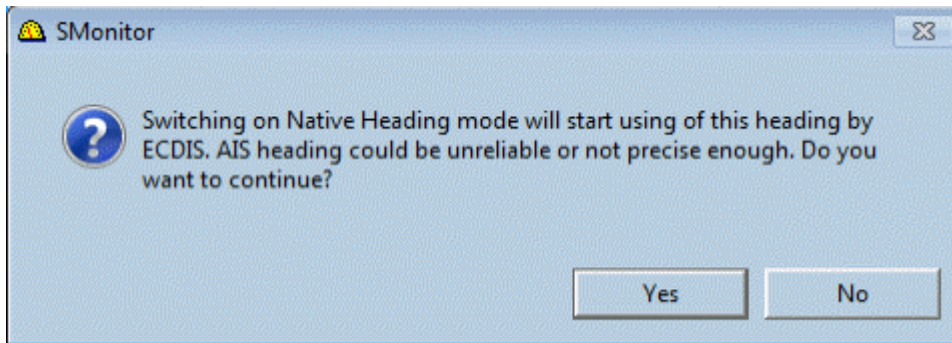 SMonitor
Switching on Native Heading mode will start using of this heading by
ECDIS. AIS heading could be unreliable or not precise enough. Do you
want to continue?
Yes No